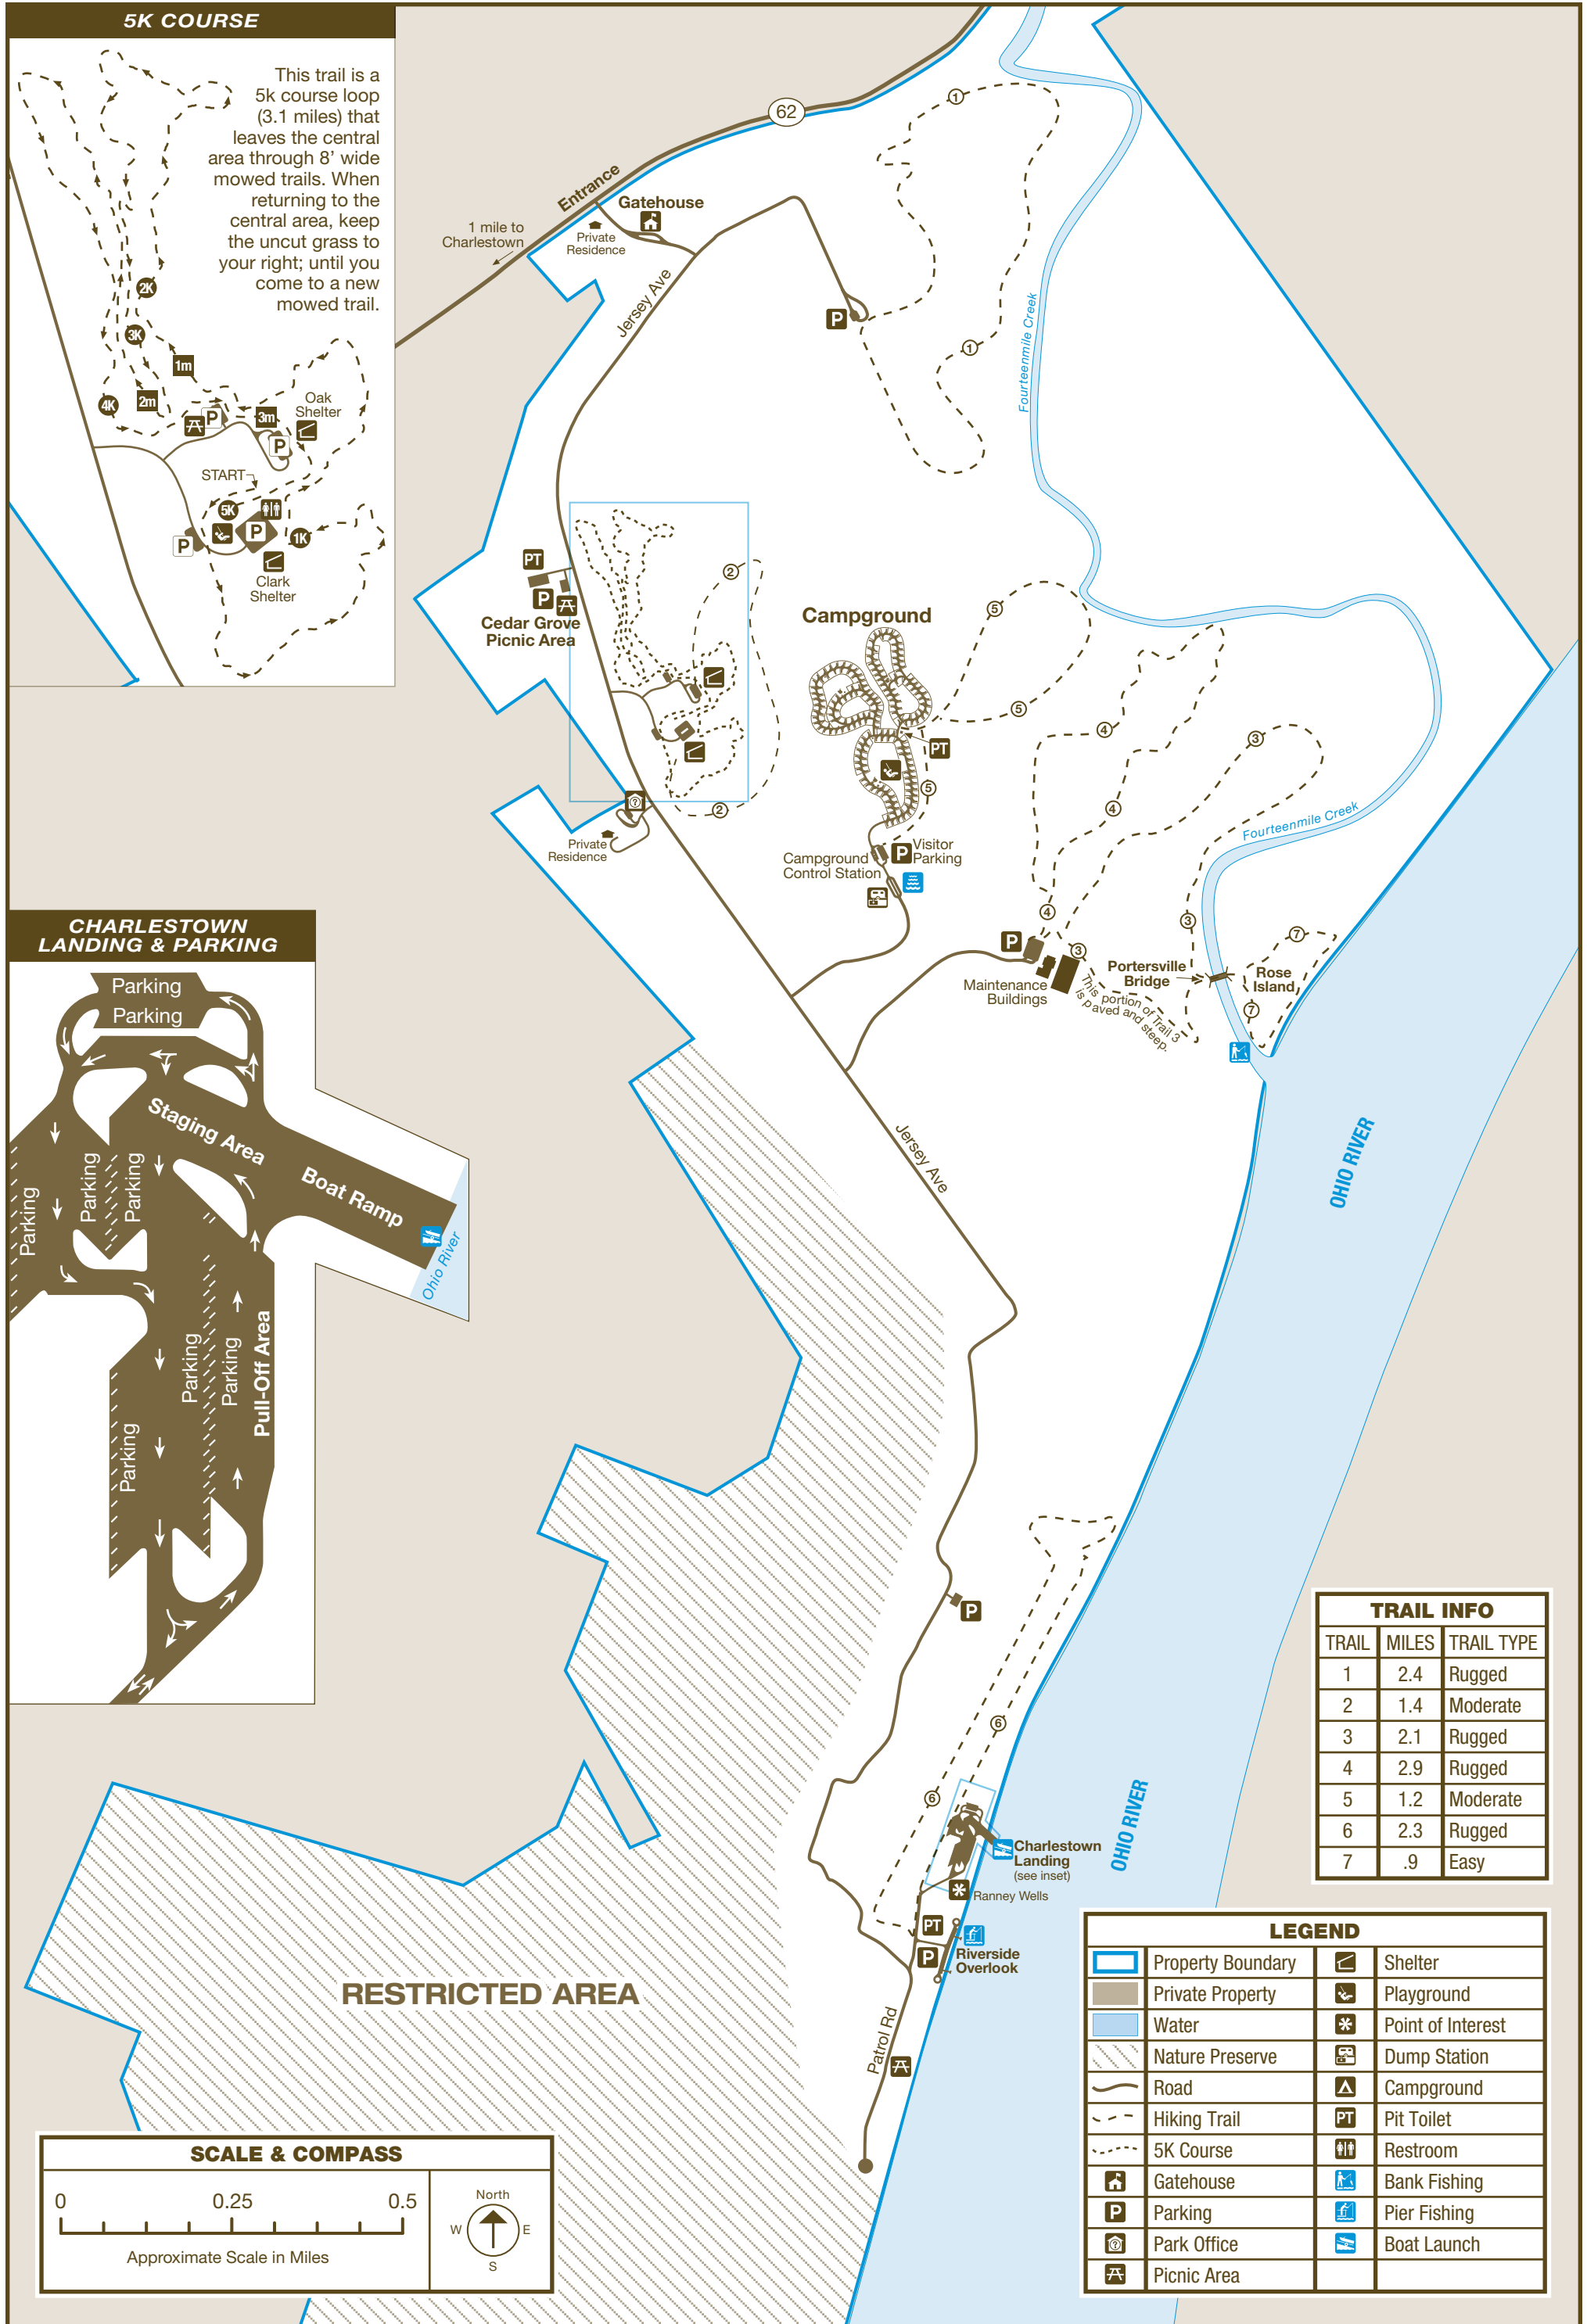 5K COURSE
This trail is a
5k course loop
(3.1 miles) that
leaves the central
area through 8’ wide
mowed trails. When
returning to the
central area, keep
the uncut grass to
your right; until you
come to a new
mowed trail.
2K
3K
1m
2m
4K
3m
Oak
Shelter
P
P
START
5K
P
P
1K
Clark
Shelter
62
Entrance
1 mile to
Charlestown
Gatehouse
Private
Residence
Jersey Ave
P
1
1
Fourteenmile Creek
PT
P
Cedar Grove
Picnic Area
2
2
Private
Residence
Campground
5
5
5
PT
P
Visitor
Parking
Campground
Control Station
4
4
4
3
3
3
Fourteenmile Creek
P
Maintenance
Buildings
This portion of Trail 3
is paved and steep.
Portersville
Bridge
Rose
Island
7
7
Jersey Ave
OHIO RIVER
CHARLESTOWN
LANDING & PARKING
Parking
Parking
Staging Area
Boat Ramp
Parking
Parking
Parking
Ohio River
Parking
Parking
Pull-Off Area
Parking
P
6
6
Charlestown
Landing
(see inset)
Ranney Wells
PT
P
Riverside
Overlook
Patrol Rd
OHIO RIVER
RESTRICTED AREA
TRAIL INFO
TRAIL MILES TRAIL TYPE
1 2.4 Rugged
2 1.4 Moderate
3 2.1 Rugged
4 2.9 Rugged
5 1.2 Moderate
6 2.3 Rugged
7 .9 Easy
LEGEND
Property Boundary Shelter
Private Property Playground
Water Point of Interest
Nature Preserve Dump Station
Road Campground
Hiking Trail PT Pit Toilet
5K Course Restroom
Gatehouse Bank Fishing
P Parking Pier Fishing
Park Office Boat Launch
Picnic Area
SCALE & COMPASS
0 0.25 0.5
Approximate Scale in Miles
North
W E
S